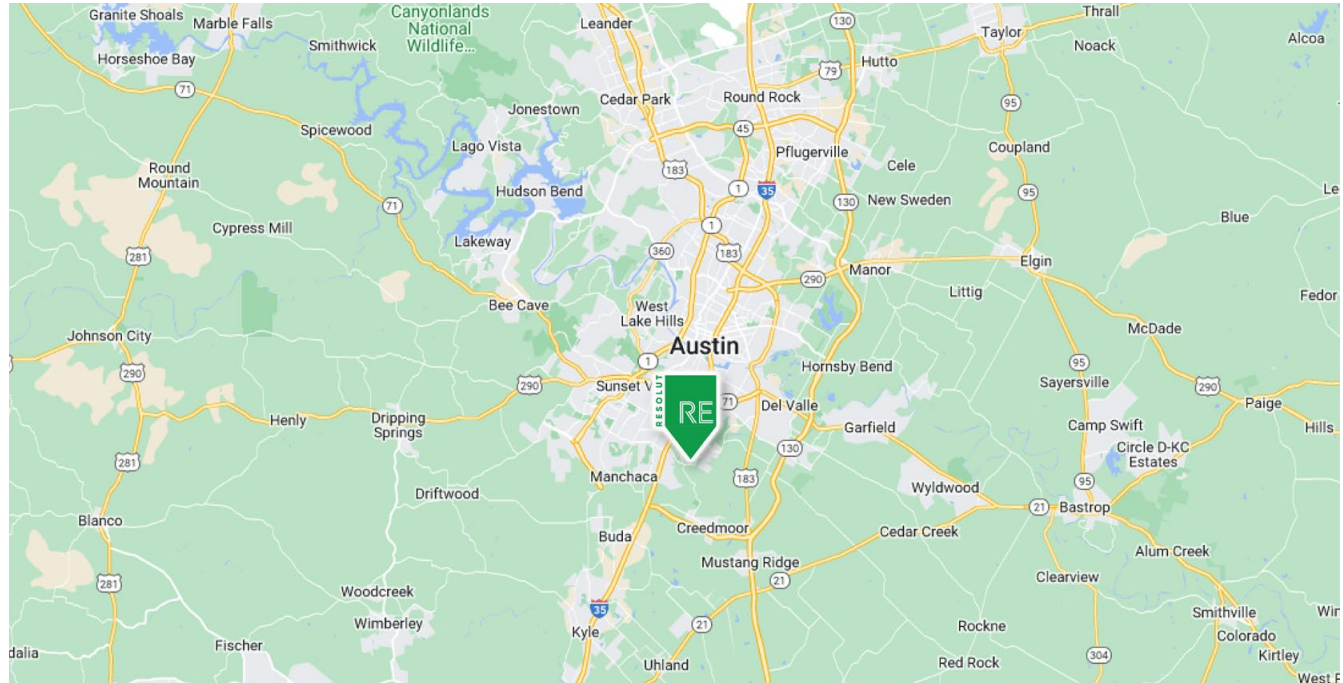 Granite Shoals
Marble Falls
Canyonlands
National
Wildlife...
Leander
130
Thrall
Taylor
Noack
Alcoa
Horseshoe Bay
Smithwick
Hutto
79
71
Jonestown
Cedar Park
Round Rock
95
Spicewood
45
Lago Vista
Pflugerville
Coupland
Round
Mountain
183
Cele
Hudson Bend
1
35
95
71
130
New Sweden
Blue
Cypress Mill
1
Lakeway
360
183
281
Elgin
Manor
290
Littig
Fedor
Bee Cave
West
Lake Hills
McDade
Johnson City
Austin
1
95
Hornsby Bend
290
290
Sunset V
Sayersville
290
RESOLUT
RE
71
Del Valle
Paige
Henly
Dripping
Springs
Garfield
Camp Swift
Hills
130
Circle D-KC
Estates
281
Manchaca
183
95
Driftwood
Wyldwood
21
Bastrop
Blanco
Creedmoor
Cedar Creek
Buda
Alum Creek
Mustang Ridge
281
21
Clearview
Woodcreek
35
Smithville
Wimberley
Kyle
21
Rockne
Colorado
Fischer
304
Kirtley
dalia
Uhland
Red Rock